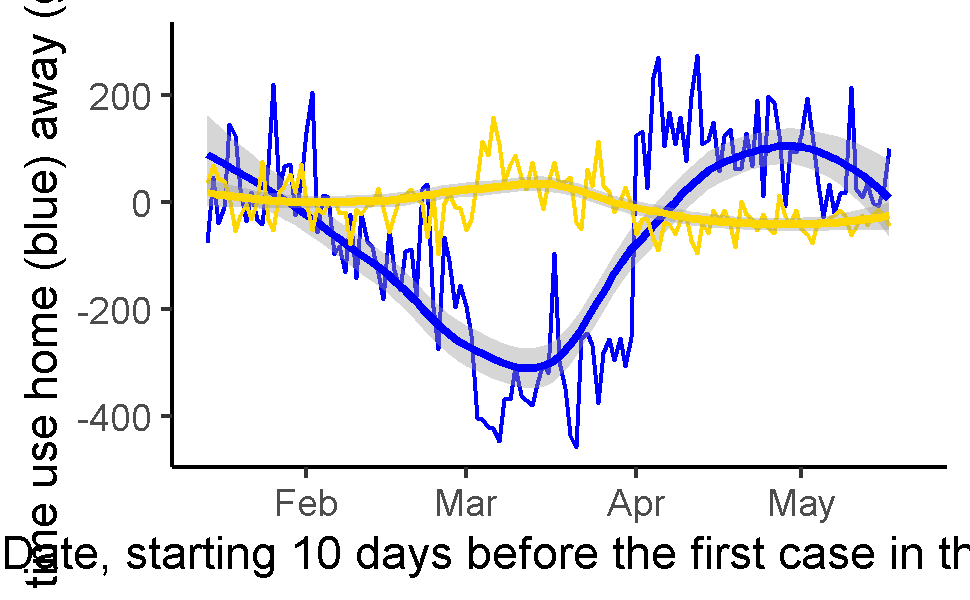 time use home (blue) away (
200
0
-200
-400
Feb Mar Apr May
Date, starting 10 days before the first case in th